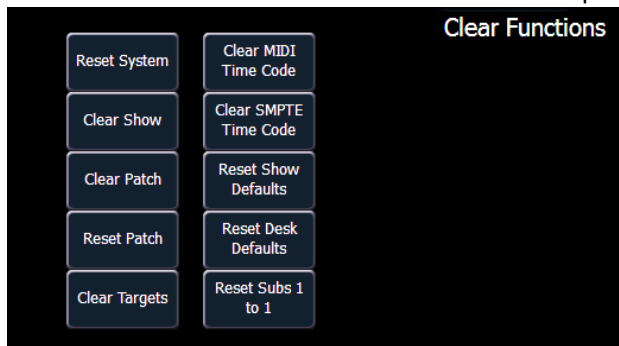 Clear Functions
Reset System
Clear MIDI
Time Code
Clear Show
Clear SMPTE
Time Code
Clear Patch
Reset Show
Defaults
Reset Patch
Reset Desk
Defaults
Clear Targets
Reset Subs 1
to 1